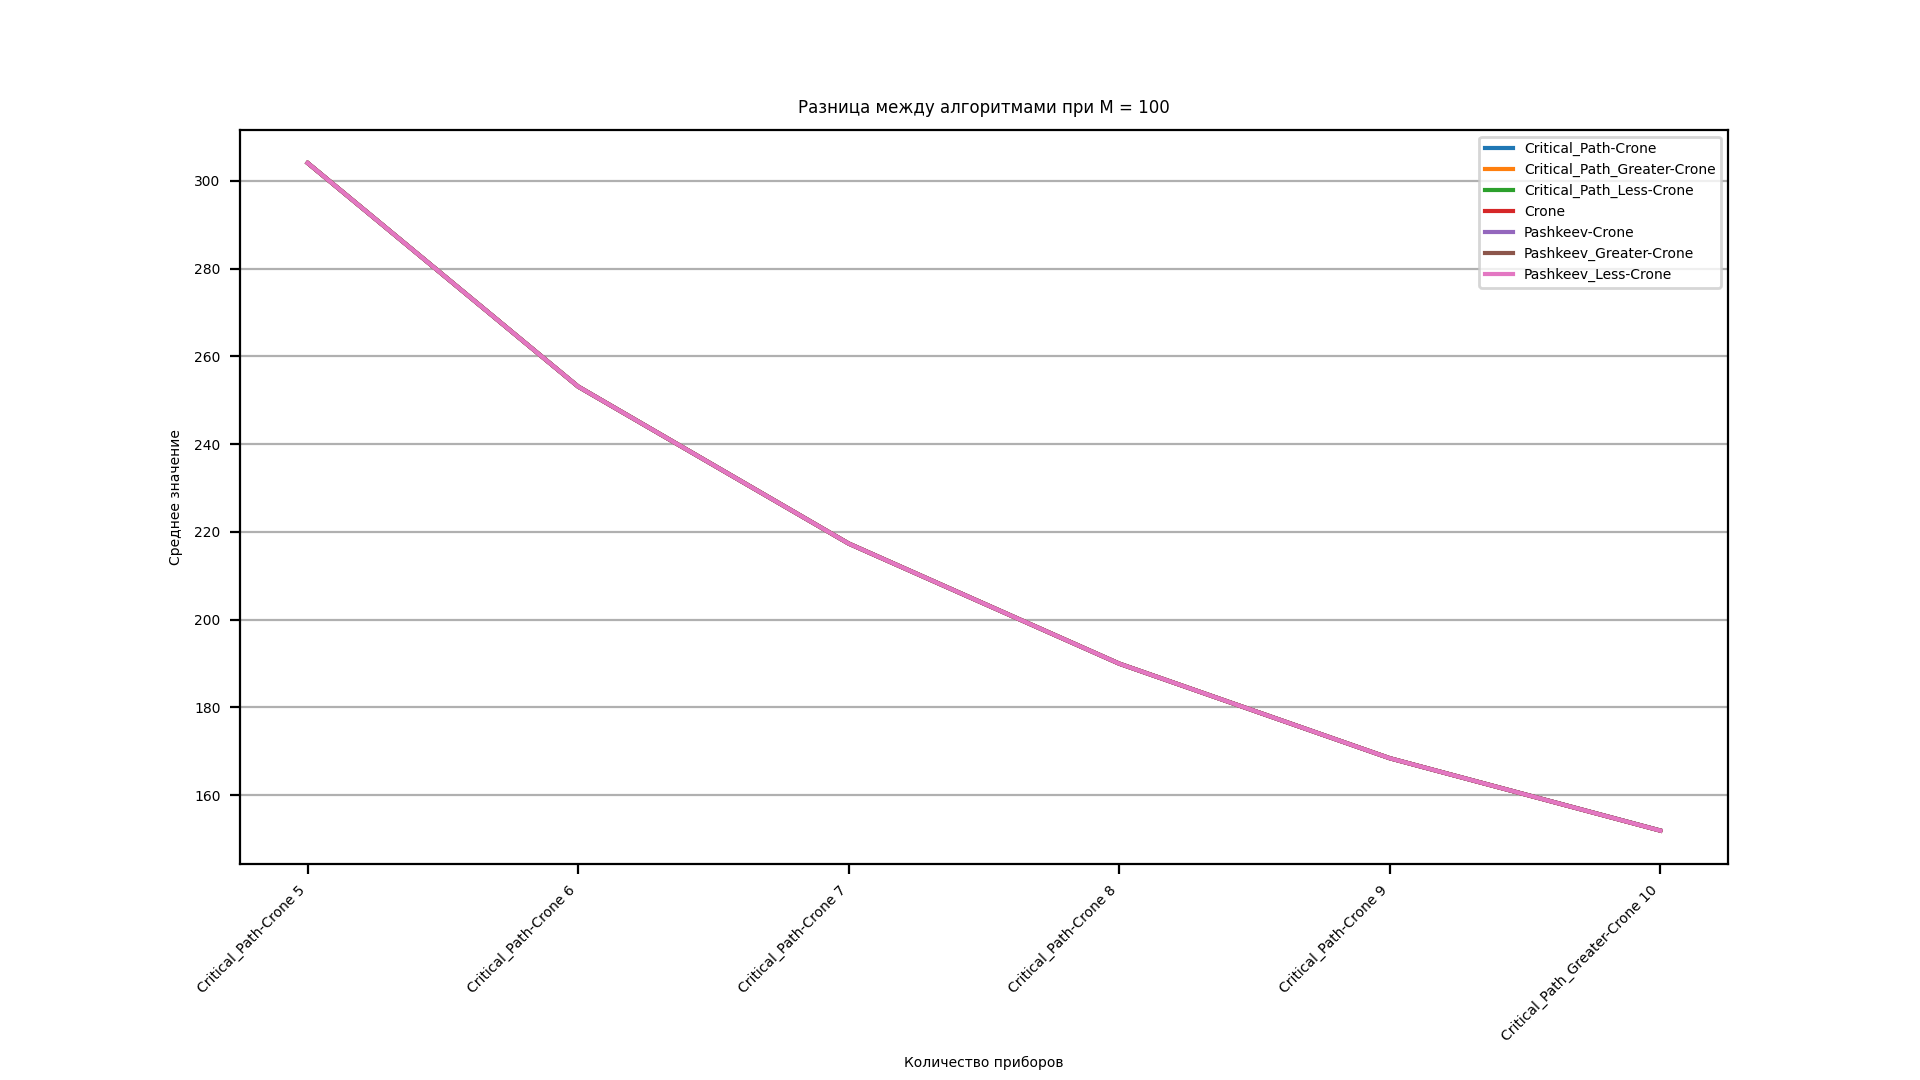 Разница между алгоритмами при M = 100
Critical_Path-Crone
Critical_Path_Greater-Crone
Critical_Path_Less-Crone
Crone
Pashkeev-Crone
Pashkeev_Greater-Crone
Pashkeev_Less-Crone
300
280
260
240
220
200
180
160
Среднее значение
Critical_Path-Crone 5
Critical_Path-Crone 6
Critical_Path-Crone 7
Critical_Path-Crone 8
Critical_Path-Crone 9
Critical_Path_Greater-Crone 10
Количество приборов